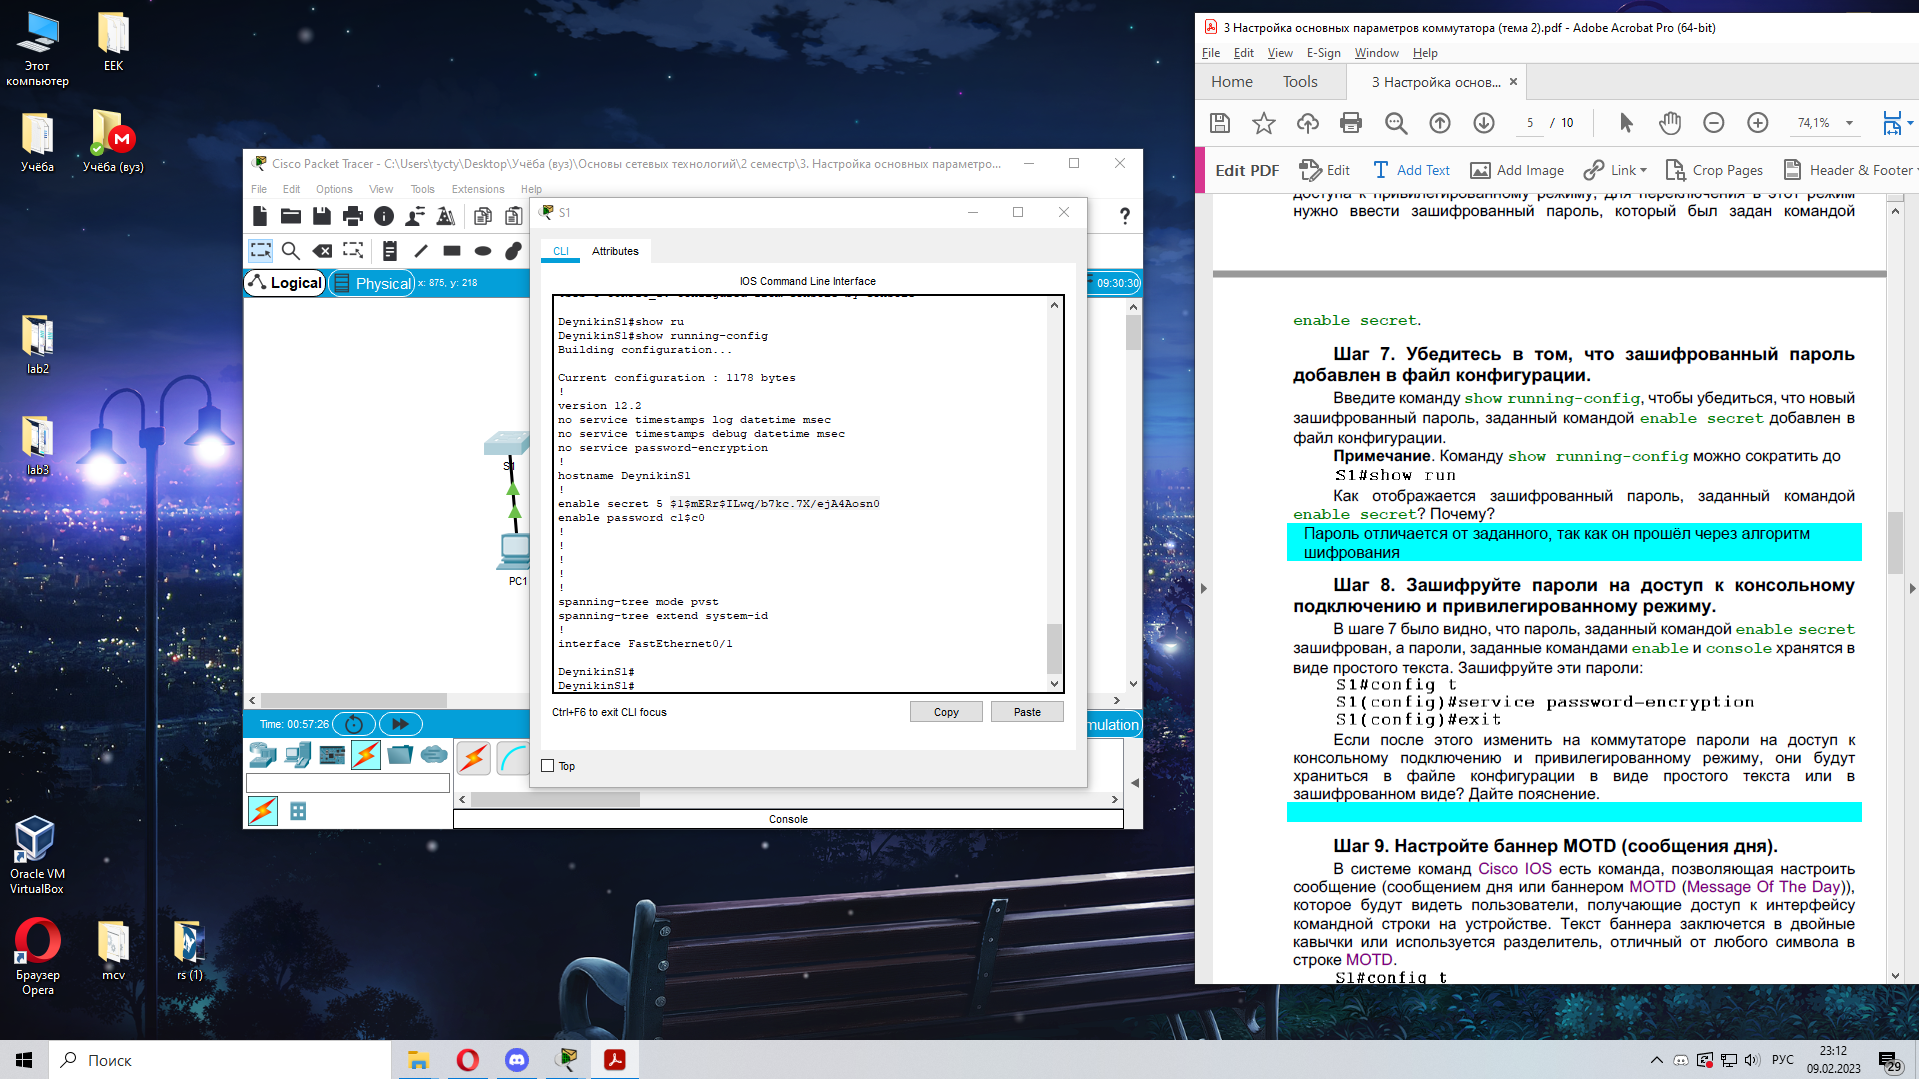 Этот
компьютер
EEK
Учёба
Учёба (вуз)
lab2
lab3
Oracle VM
VirtualBox
Браузер
Opera
mcv
rs (1)
Cisco Packet Tracer - C:\Users\tycty\Desktop\Учёба (вуз)\Основы сетевых технологий\2 семестр\3. Настройка основных параметро...
File Edit Options View Tools Extensions Help
Logical
Physical
x: 875, y: 218
09:30:30
S1
PC1
Time: 00:57:26
mulation
Console
S1
CLI
Attributes
IOS Command Line Interface
DeynikinS1#show ru
DeynikinS1#show running-config
Building configuration...
Current configuration : 1178 bytes
!
version 12.2
no service timestamps log datetime msec
no service timestamps debug datetime msec
no service password-encryption
!
hostname DeynikinS1
!
enable secret 5 $1$mERr$ILwq/b7kc.7X/ejA4Aosn0
enable password c1$c0
!
!
!
!
!
spanning-tree mode pvst
spanning-tree extend system-id
!
interface FastEthernet0/1
DeynikinS1#
DeynikinS1#
Ctrl+F6 to exit CLI focus
Copy
Paste
Top
3 Настройка основных параметров коммутатора (тема 2).pdf - Adobe Acrobat Pro (64-bit)
File Edit View E-Sign Window Help
Home
Tools
3 Настройка основ...
5 / 10
74,1%
Edit PDF
Edit
Add Text
Add Image
Link
Crop Pages
Header & Footer
доступа к привилегированному режиму, для переключения в этот режим
нужно ввести зашифрованный пароль, который был задан командой
enable secret.
Шаг 7. Убедитесь в том, что зашифрованный пароль
добавлен в файл конфигурации.
Введите команду show running-config, чтобы убедиться, что новый
зашифрованный пароль, заданный командой enable secret добавлен в
файл конфигурации.
Примечание. Команду show running-config можно сократить до
S1#show run
Как отображается зашифрованный пароль, заданный командой
enable secret? Почему?
Пароль отличается от заданного, так как он прошёл через алгоритм
шифрования
Шаг 8. Зашифруйте пароли на доступ к консольному
подключению и привилегированному режиму.
В шаге 7 было видно, что пароль, заданный командой enable secret
зашифрован, а пароли, заданные командами enable и console хранятся в
виде простого текста. Зашифруйте эти пароли:
S1#config t
S1(config)#service password-encryption
S1(config)#exit
Если после этого изменить на коммутаторе пароли на доступ к
консольному подключению и привилегированному режиму, они будут
храниться в файле конфигурации в виде простого текста или в
зашифрованном виде? Дайте пояснение.
Шаг 9. Настройте баннер MOTD (сообщения дня).
В системе команд Cisco IOS есть команда, позволяющая настроить
сообщение (сообщением дня или баннером MOTD (Message Of The Day)),
которое будут видеть пользователи, получающие доступ к интерфейсу
командной строки на устройстве. Текст баннера заключется в двойные
кавычки или используется разделитель, отличный от любого символа в
строке MOTD.
S1#config t
Поиск
РУС
23:12
09.02.2023
29